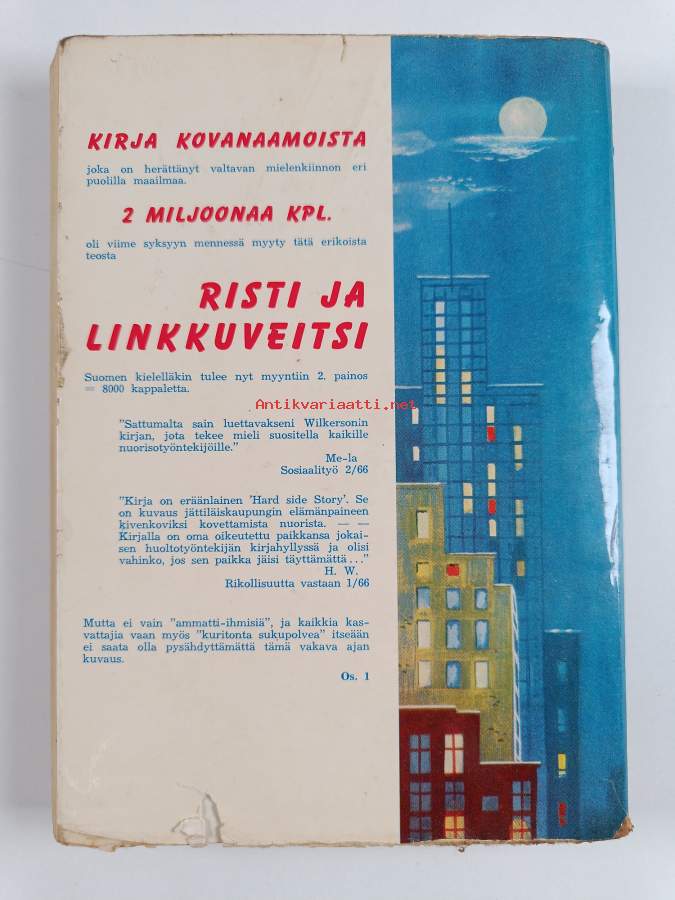 KIRJA KOVANAAMOISTA
joka on herättänyt valtavan mielenkiinnon eri
puolilla maailmaa.
2 MILJOONAA KPL.
oli viime syksyyn mennessä myyty tätä erikoista
teosta
RISTI JA
LINKKUVEITSI
Suomen kielelläkin tulee nyt myyntiin 2. painos
= 8000 kappaletta.
Antikvariaatti.net
"Sattumalta sain luettavakseni Wilkersonin
kirjan, jota tekee mieli suositella kaikille
nuorisotyöntekijöille."
Me-la
Sosiaalityö 2/66
"Kirja on eräänlainen 'Hard side Story'. Se
on kuvaus jättiläiskaupungin elämänpaineen
kivenkoviksi kovettamista nuorista. — —
Kirjalla on oma oikeutettu paikkansa jokai-
sen huoltotyöntekijän kirjahyllyssä ja olisi
vahinko, jos sen paikka jäisi täyttämättä..."
H. W.
Rikollisuutta vastaan 1/66
Mutta ei vain "ammatti-ihmisiä", ja kaikkia kas-
vattajia vaan myös "kuritonta sukupolvea" itseään
ei saata olla pysähdyttämättä tämä vakava ajan
kuvaus.
Os. 1